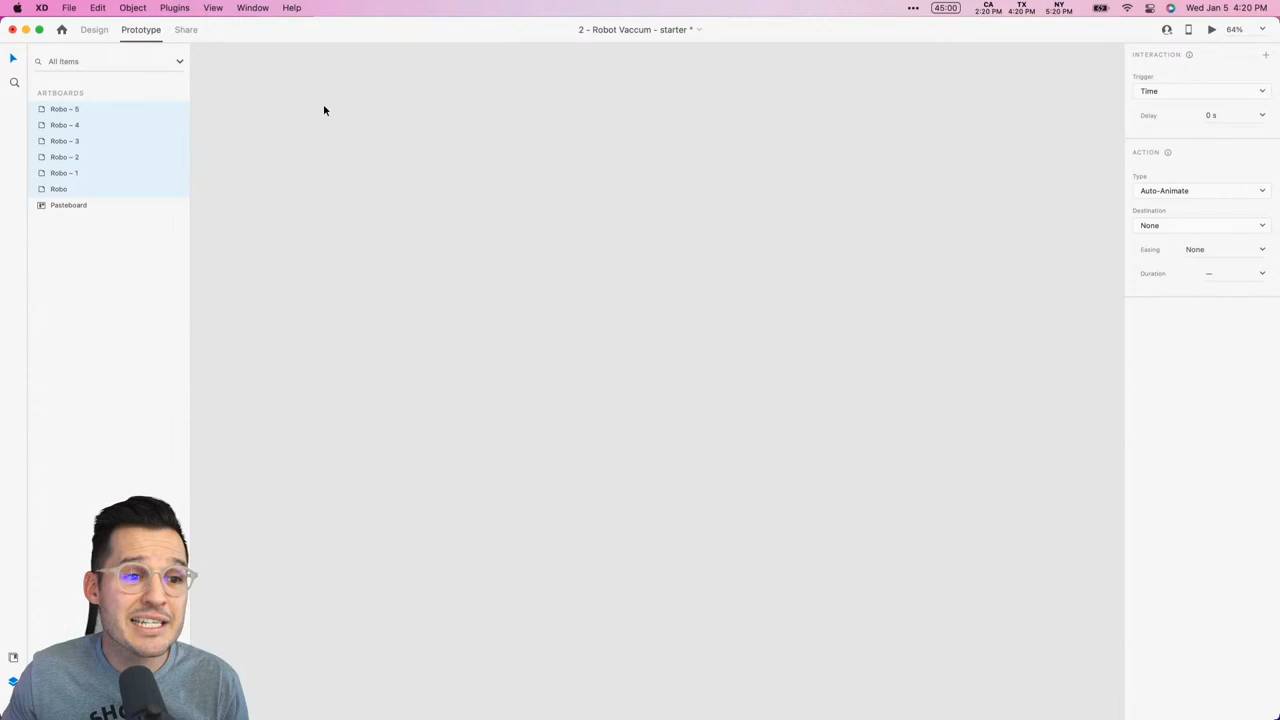 XD File Edit Object Plugins View Window Help
45:00
CA 2:20 PM
TX 4:20 PM
NY 5:20 PM
Wed Jan 5 4:20 PM
Design Prototype Share
2 - Robot Vaccum - starter *
64%
All Items
ARTBOARDS
Robo – 5
Robo – 4
Robo – 3
Robo – 2
Robo – 1
Robo
Pasteboard
INTERACTION
Trigger
Time
Delay 0 s
ACTION
Type
Auto-Animate
Destination
None
Easing None
Duration —